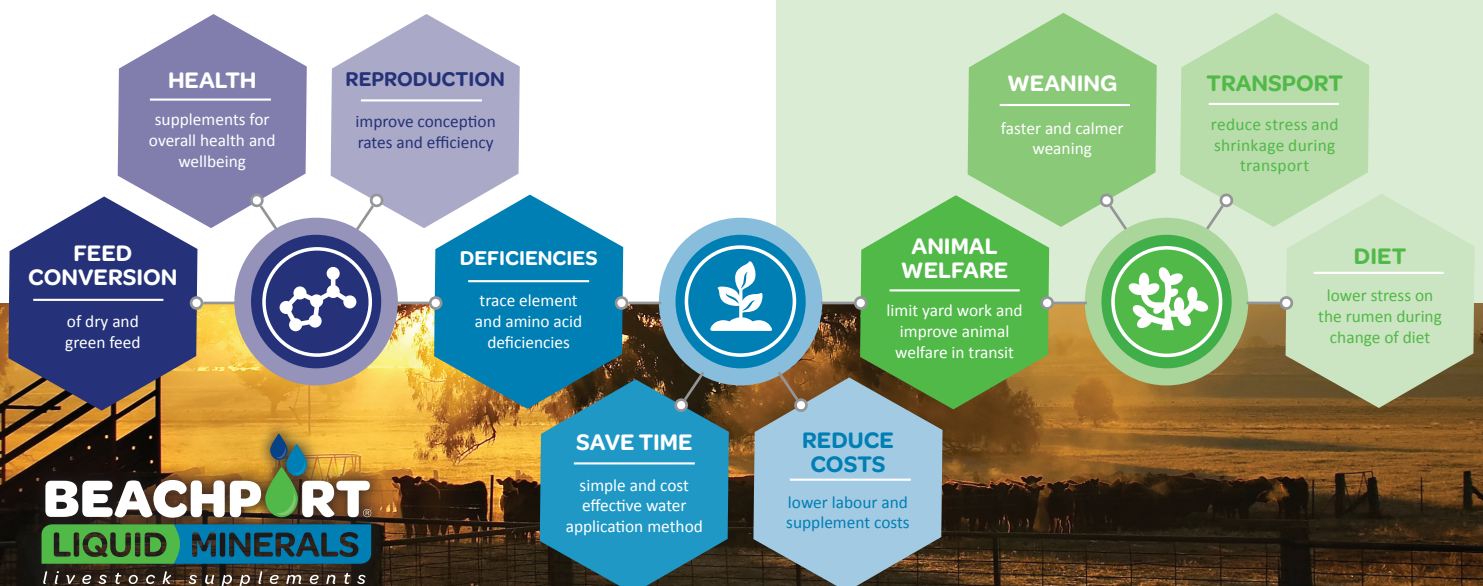 HEALTH
supplements for
overall health and
wellbeing
REPRODUCTION
improve conception
rates and efficiency
WEANING
faster and calmer
weaning
TRANSPORT
reduce stress and
shrinkage during
transport
FEED
CONVERSION
of dry and
green feed
DEFICIENCIES
trace element
and amino acid
deficiencies
ANIMAL
WELFARE
limit yard work and
improve animal
welfare in transit
DIET
lower stress on
the rumen during
change of diet
SAVE TIME
simple and cost
effective water
application method
REDUCE
COSTS
lower labour and
supplement costs
BEACHPORT®
LIQUID MINERALS
livestock supplements